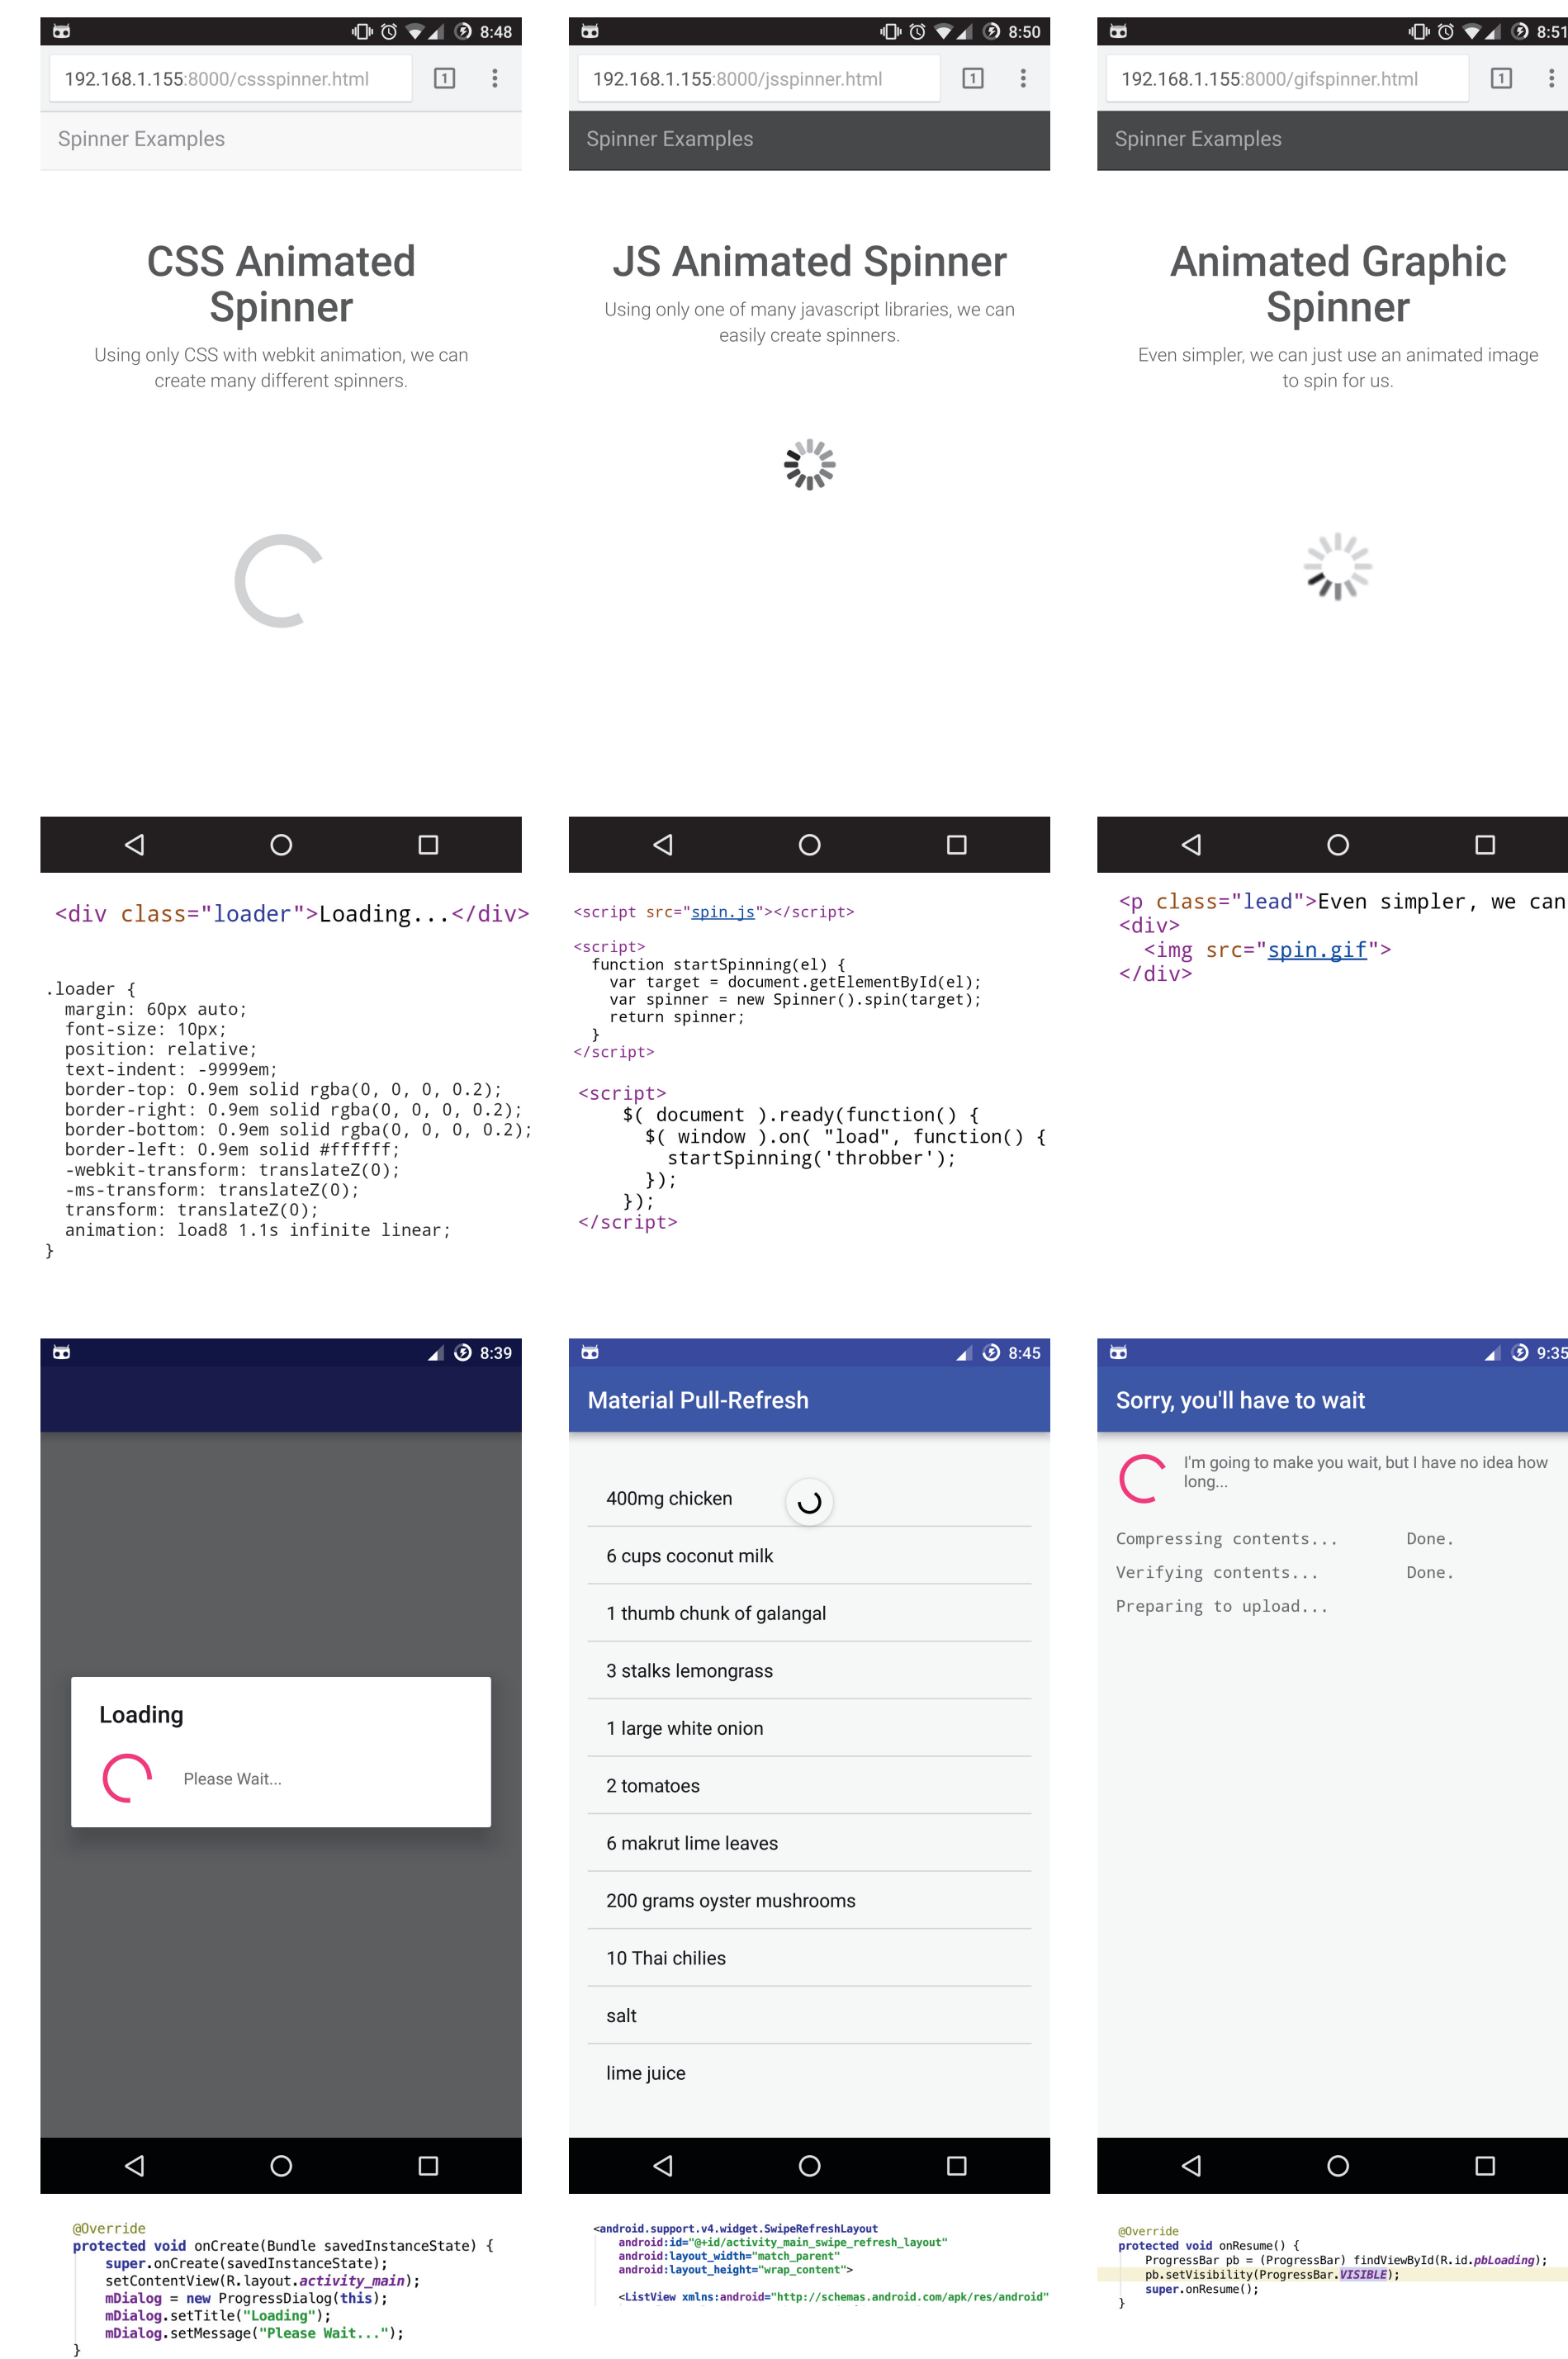 8:48
192.168.1.155:8000/cssspinner.html
1
Spinner Examples
CSS Animated
Spinner
Using only CSS with webkit animation, we can
create many different spinners.
8:50
192.168.1.155:8000/jsspinner.html
1
Spinner Examples
JS Animated Spinner
Using only one of many javascript libraries, we can
easily create spinners.
8:51
192.168.1.155:8000/gifspinner.html
1
Spinner Examples
Animated Graphic
Spinner
Even simpler, we can just use an animated image
to spin for us.
<div class="loader">Loading...</div>
.loader {
margin: 60px auto;
font-size: 10px;
position: relative;
text-indent: -9999em;
border-top: 0.9em solid rgba(0, 0, 0, 0.2);
border-right: 0.9em solid rgba(0, 0, 0, 0.2);
border-bottom: 0.9em solid rgba(0, 0, 0, 0.2);
border-left: 0.9em solid #ffffff;
-webkit-transform: translateZ(0);
-ms-transform: translateZ(0);
transform: translateZ(0);
animation: load8 1.1s infinite linear;
}
<script src="spin.js"></script>
<script>
function startSpinning(el) {
var target = document.getElementById(el);
var spinner = new Spinner().spin(target);
return spinner;
}
</script>
<script>
$( document ).ready(function() {
$( window ).on( "load", function() {
startSpinning('throbber');
});
});
</script>
<p class="lead">Even simpler, we can
<div>
<img src="spin.gif">
</div>
8:39
Loading
Please Wait...
8:45
Material Pull-Refresh
400mg chicken
6 cups coconut milk
1 thumb chunk of galangal
3 stalks lemongrass
1 large white onion
2 tomatoes
6 makrut lime leaves
200 grams oyster mushrooms
10 Thai chilies
salt
lime juice
9:35
Sorry, you'll have to wait
I'm going to make you wait, but I have no idea how
long...
Compressing contents... Done.
Verifying contents... Done.
Preparing to upload...
@Override
protected void onCreate(Bundle savedInstanceState) {
super.onCreate(savedInstanceState);
setContentView(R.layout.activity_main);
mDialog = new ProgressDialog(this);
mDialog.setTitle("Loading");
mDialog.setMessage("Please Wait...");
}
<android.support.v4.widget.SwipeRefreshLayout
android:id="@+id/activity_main_swipe_refresh_layout"
android:layout_width="match_parent"
android:layout_height="wrap_content">
<ListView xmlns:android="http://schemas.android.com/apk/res/android"
@Override
protected void onResume() {
ProgressBar pb = (ProgressBar) findViewById(R.id.pbLoading);
pb.setVisibility(ProgressBar.VISIBLE);
super.onResume();
}